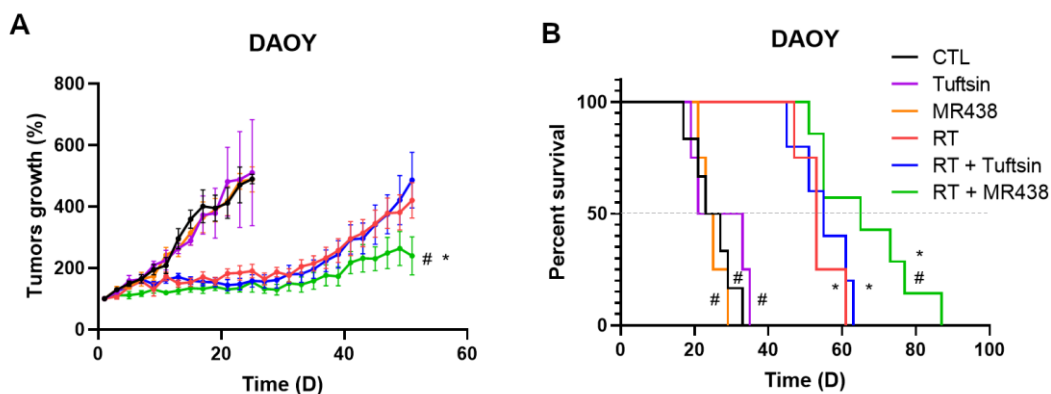 A
DAOY
Tumors growth (%)
800
600
400
200
0
0
20
40
60
Time (D)
# *
B
DAOY
CTL
Tuftsin
MR438
RT
RT + Tuftsin
RT + MR438
Percent survival
100
50
0
0
20
40
60
80
100
Time (D)
#
#
#
*
*
*
#